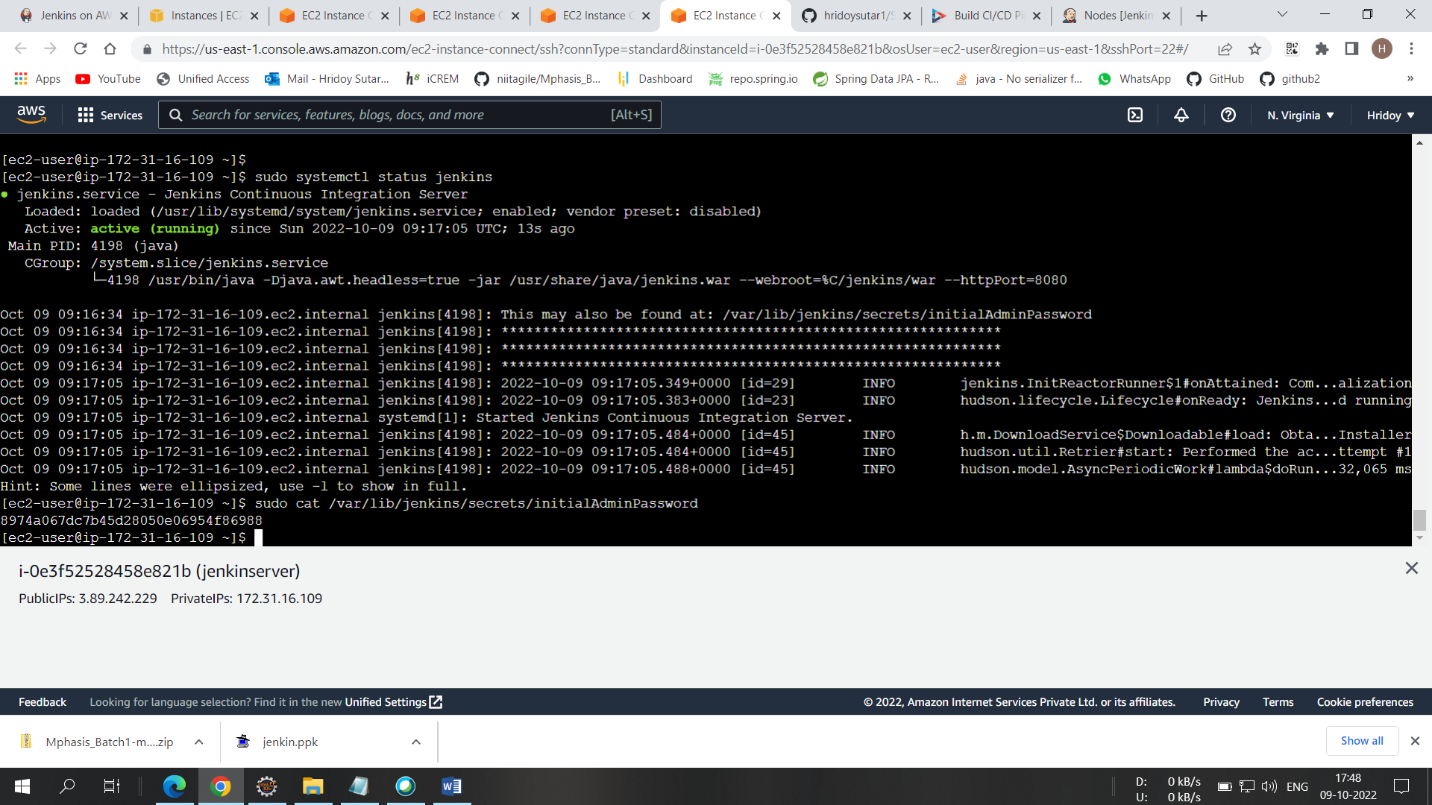 Jenkins on AW
Instances | EC
EC2 Instance C
EC2 Instance C
EC2 Instance C
EC2 Instance C
hridoysutar1/S
Build CI/CD Pi
Nodes [Jenkin
https://us-east-1.console.aws.amazon.com/ec2-instance-connect/ssh?connType=standard&instanceId=i-0e3f52528458e821b&osUser=ec2-user&region=us-east-1&sshPort=22#/
H
Apps
YouTube
Unified Access
Mail - Hridoy Sutar...
iCREM
niitagile/Mphasis_B...
Dashboard
repo.spring.io
Spring Data JPA - R...
java - No serializer f...
WhatsApp
GitHub
github2
»
aws
Services
Search for services, features, blogs, docs, and more
[Alt+S]
N. Virginia
Hridoy
[ec2-user@ip-172-31-16-109 ~]$
[ec2-user@ip-172-31-16-109 ~]$ sudo systemctl status jenkins
● jenkins.service - Jenkins Continuous Integration Server
Loaded: loaded (/usr/lib/systemd/system/jenkins.service; enabled; vendor preset: disabled)
Active: active (running) since Sun 2022-10-09 09:17:05 UTC; 13s ago
Main PID: 4198 (java)
CGroup: /system.slice/jenkins.service
└─4198 /usr/bin/java -Djava.awt.headless=true -jar /usr/share/java/jenkins.war --webroot=%C/jenkins/war --httpPort=8080
Oct 09 09:16:34 ip-172-31-16-109.ec2.internal jenkins[4198]: This may also be found at: /var/lib/jenkins/secrets/initialAdminPassword
Oct 09 09:16:34 ip-172-31-16-109.ec2.internal jenkins[4198]: *************************************************************
Oct 09 09:16:34 ip-172-31-16-109.ec2.internal jenkins[4198]: *************************************************************
Oct 09 09:16:34 ip-172-31-16-109.ec2.internal jenkins[4198]: *************************************************************
Oct 09 09:17:05 ip-172-31-16-109.ec2.internal jenkins[4198]: 2022-10-09 09:17:05.349+0000 [id=29] INFO jenkins.InitReactorRunner$1#onAttained: Com...alization
Oct 09 09:17:05 ip-172-31-16-109.ec2.internal jenkins[4198]: 2022-10-09 09:17:05.383+0000 [id=23] INFO hudson.lifecycle.Lifecycle#onReady: Jenkins...d running
Oct 09 09:17:05 ip-172-31-16-109.ec2.internal systemd[1]: Started Jenkins Continuous Integration Server.
Oct 09 09:17:05 ip-172-31-16-109.ec2.internal jenkins[4198]: 2022-10-09 09:17:05.484+0000 [id=45] INFO h.m.DownloadService$Downloadable#load: Obta...Installer
Oct 09 09:17:05 ip-172-31-16-109.ec2.internal jenkins[4198]: 2022-10-09 09:17:05.484+0000 [id=45] INFO hudson.util.Retrier#start: Performed the ac...ttempt #1
Oct 09 09:17:05 ip-172-31-16-109.ec2.internal jenkins[4198]: 2022-10-09 09:17:05.488+0000 [id=45] INFO hudson.model.AsyncPeriodicWork#lambda$doRun...32,065 ms
Hint: Some lines were ellipsized, use -l to show in full.
[ec2-user@ip-172-31-16-109 ~]$ sudo cat /var/lib/jenkins/secrets/initialAdminPassword
8974a067dc7b45d28050e06954f86988
[ec2-user@ip-172-31-16-109 ~]$
i-0e3f52528458e821b (jenkinserver)
PublicIPs: 3.89.242.229 PrivateIPs: 172.31.16.109
Feedback
Looking for language selection? Find it in the new Unified Settings
© 2022, Amazon Internet Services Private Ltd. or its affiliates.
Privacy
Terms
Cookie preferences
Mphasis_Batch1-m....zip
jenkin.ppk
Show all
D: 0 kB/s
U: 0 kB/s
ENG
17:48
09-10-2022